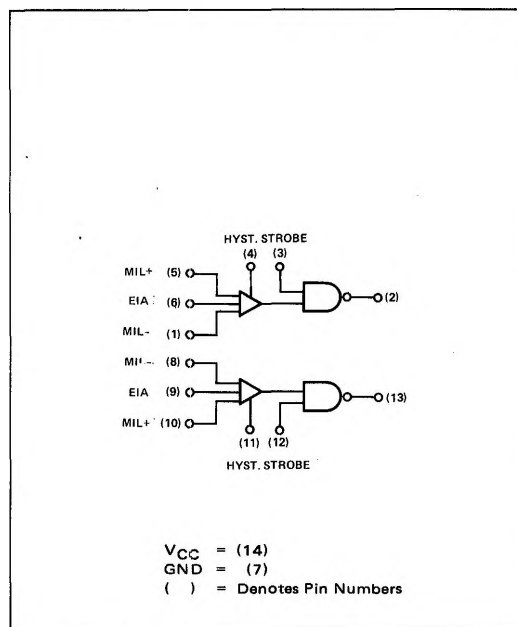 HYST. STROBE
(4) (3)
MIL+ (5)
EIA (6)
(2)
MIL- (1)
MIL- (8)
EIA (9)
(13)
MIL+ (10)
(11) (12)
HYST. STROBE
VCC = (14)
GND = (7)
( ) = Denotes Pin Numbers